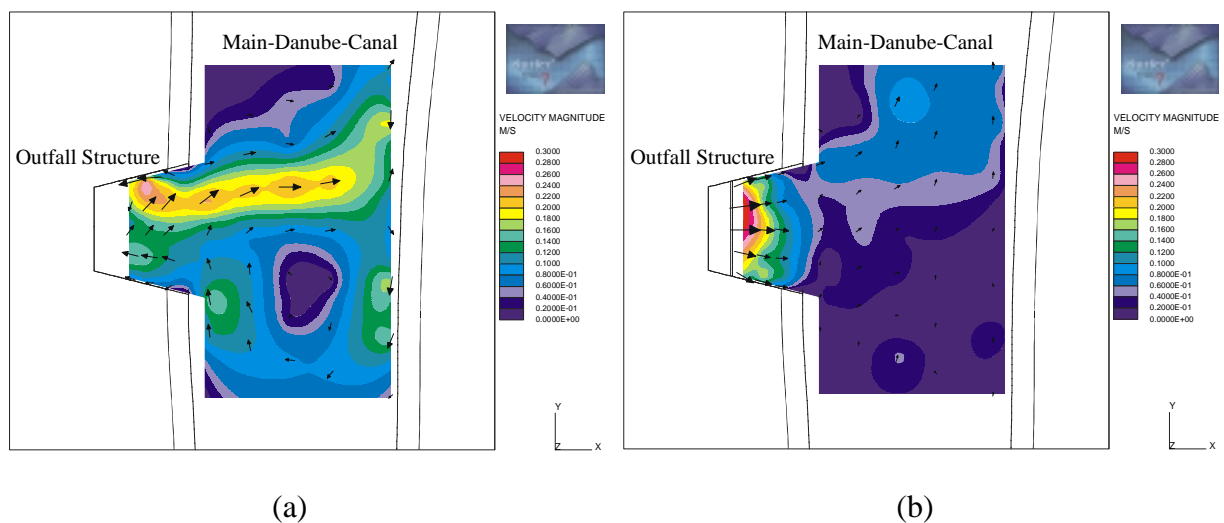 Main-Danube-Canal
Outfall Structure
VELOCITY MAGNITUDE
M/S
0.3000
0.2800
0.2600
0.2400
0.2200
0.2000
0.1800
0.1600
0.1400
0.1200
0.1000
0.8000E-01
0.6000E-01
0.4000E-01
0.2000E-01
0.0000E+00
Y
Z X
(a)
Main-Danube-Canal
Outfall Structure
VELOCITY MAGNITUDE
M/S
0.3000
0.2800
0.2600
0.2400
0.2200
0.2000
0.1800
0.1600
0.1400
0.1200
0.1000
0.8000E-01
0.6000E-01
0.4000E-01
0.2000E-01
0.0000E+00
Y
Z X
(b)